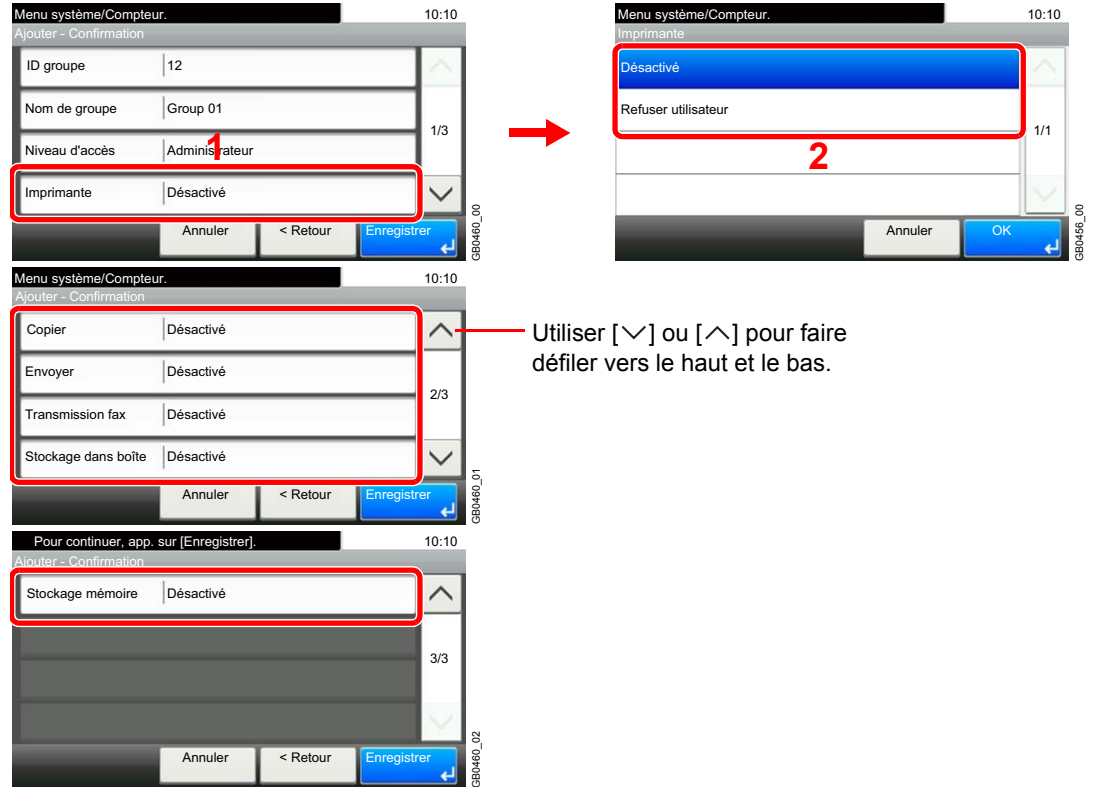 Menu système/Compteur. 10:10
Ajouter - Confirmation
ID groupe 12
Nom de groupe Group 01
1/3
Niveau d'accès Administrateur
1
Imprimante Désactivé
Annuler < Retour Enregistrer
GB0460_00
Menu système/Compteur. 10:10
Imprimante
Désactivé
Refuser utilisateur
1/1
2
Annuler OK
GB0456_00
Menu système/Compteur. 10:10
Ajouter - Confirmation
Copier Désactivé
Envoyer Désactivé
2/3
Transmission fax Désactivé
Stockage dans boîte Désactivé
Annuler < Retour Enregistrer
GB0460_01
Utiliser [∨] ou [∧] pour faire
défiler vers le haut et le bas.
Pour continuer, app. sur [Enregistrer]. 10:10
Ajouter - Confirmation
Stockage mémoire Désactivé
3/3
Annuler < Retour Enregistrer
GB0460_02